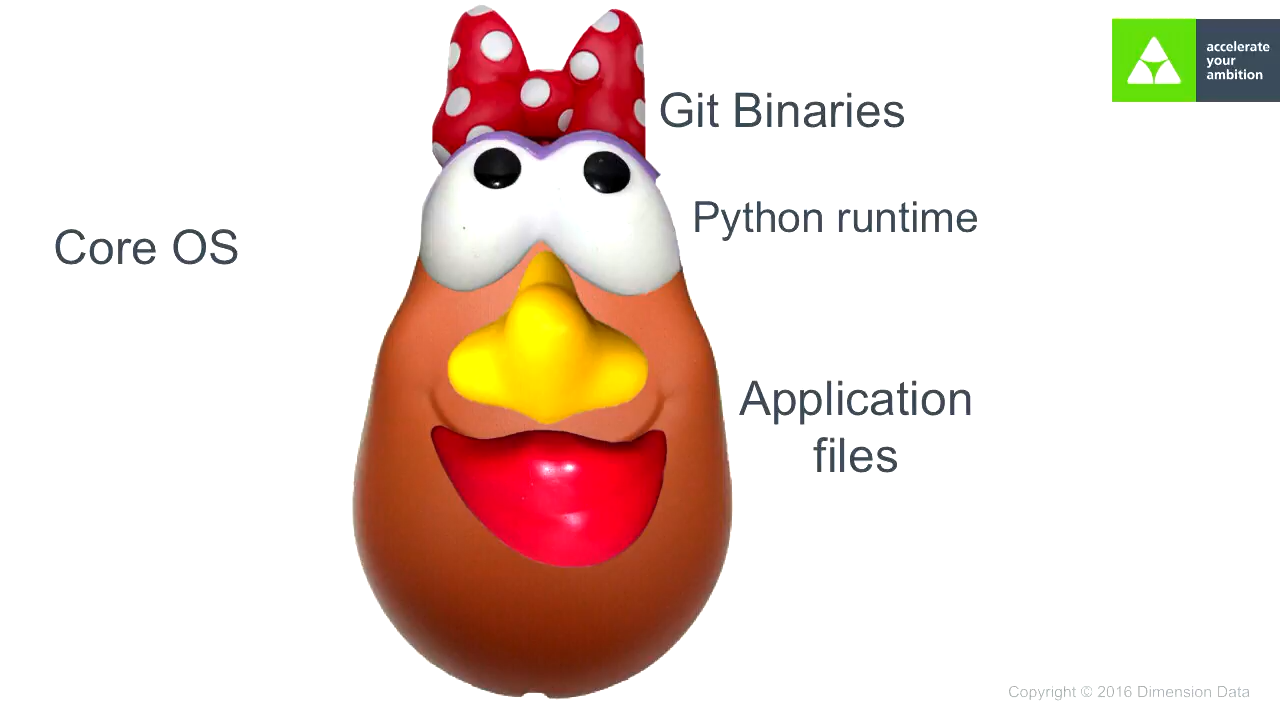 accelerate
your
ambition
Git Binaries
Python runtime
Core OS
Application
files
Copyright © 2016 Dimension Data